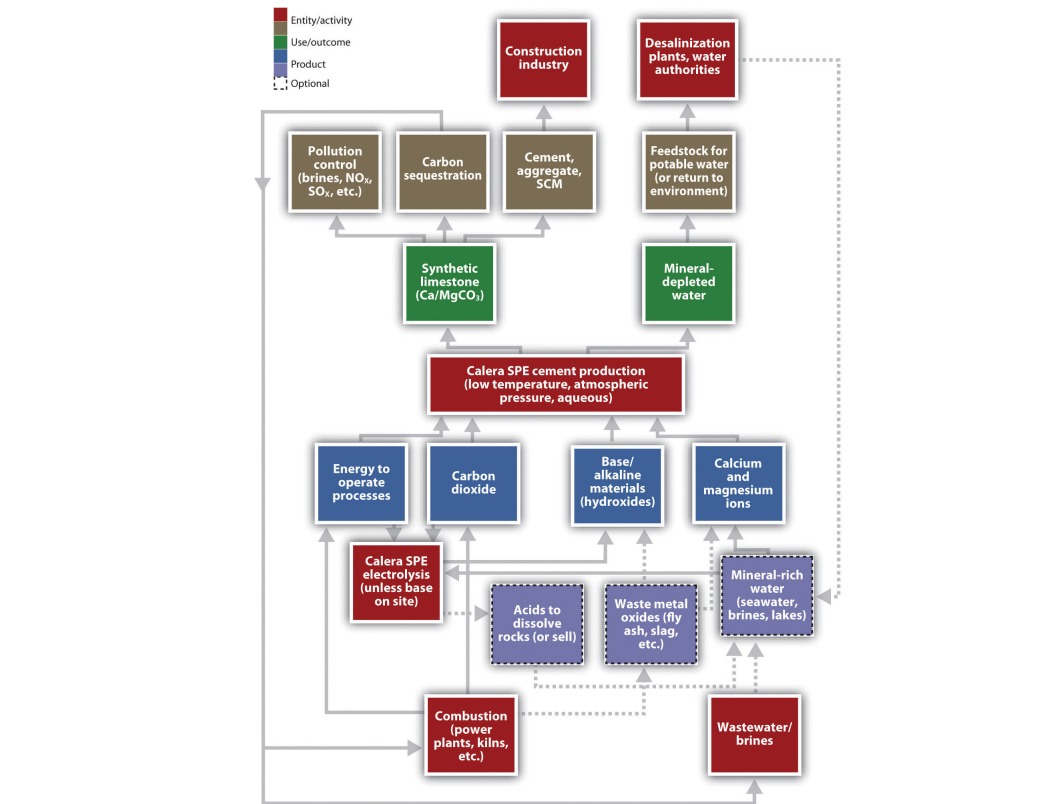 Entity/activity
Use/outcome
Product
Optional
Construction
industry
Desalinization
plants, water
authorities
Pollution
control
(brines, NOₓ,
SOₓ, etc.)
Carbon
sequestration
Cement,
aggregate,
SCM
Feedstock for
potable water
(or return to
environment)
Synthetic
limestone
(Ca/MgCO₃)
Mineral-
depleted
water
Calera SPE cement production
(low temperature, atmospheric
pressure, aqueous)
Energy to
operate
processes
Carbon
dioxide
Base/
alkaline
materials
(hydroxides)
Calcium
and
magnesium
ions
Calera SPE
electrolysis
(unless base
on site)
Acids to
dissolve
rocks (or sell)
Waste metal
oxides (fly
ash, slag,
etc.)
Mineral-rich
water
(seawater,
brines, lakes)
Combustion
(power
plants, kilns,
etc.)
Wastewater/
brines